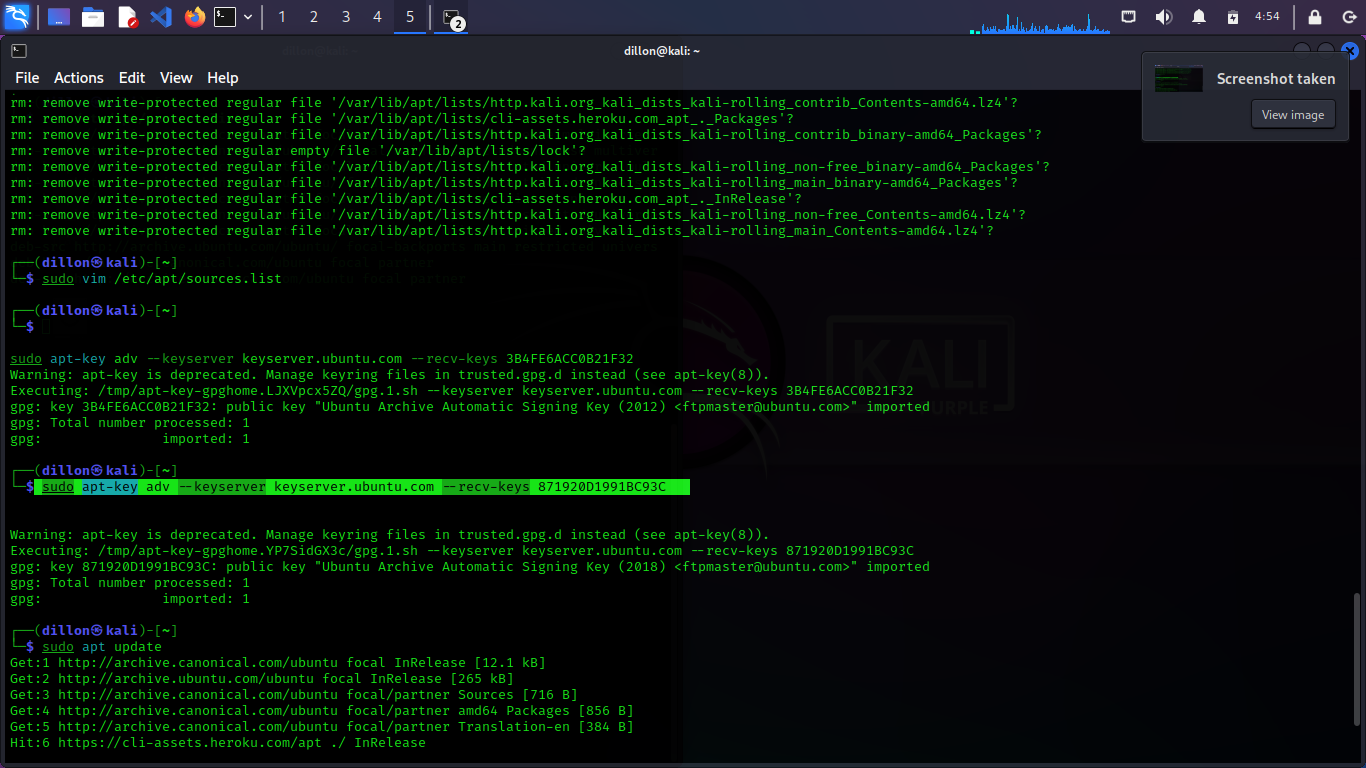 1 2 3 4 5 2 4:54
dillon@kali: ~
File Actions Edit View Help
Screenshot taken
View image
rm: remove write-protected regular file '/var/lib/apt/lists/http.kali.org_kali_dists_kali-rolling_contrib_Contents-amd64.lz4'?
rm: remove write-protected regular file '/var/lib/apt/lists/cli-assets.heroku.com_apt_._Packages'?
rm: remove write-protected regular file '/var/lib/apt/lists/http.kali.org_kali_dists_kali-rolling_contrib_binary-amd64_Packages'?
rm: remove write-protected regular empty file '/var/lib/apt/lists/lock'?
rm: remove write-protected regular file '/var/lib/apt/lists/http.kali.org_kali_dists_kali-rolling_non-free_binary-amd64_Packages'?
rm: remove write-protected regular file '/var/lib/apt/lists/http.kali.org_kali_dists_kali-rolling_main_binary-amd64_Packages'?
rm: remove write-protected regular file '/var/lib/apt/lists/cli-assets.heroku.com_apt_._InRelease'?
rm: remove write-protected regular file '/var/lib/apt/lists/http.kali.org_kali_dists_kali-rolling_non-free_Contents-amd64.lz4'?
rm: remove write-protected regular file '/var/lib/apt/lists/http.kali.org_kali_dists_kali-rolling_main_Contents-amd64.lz4'?
┌──(dillon㉿kali)-[~]
└─$ sudo vim /etc/apt/sources.list
┌──(dillon㉿kali)-[~]
└─$
sudo apt-key adv --keyserver keyserver.ubuntu.com --recv-keys 3B4FE6ACC0B21F32
Warning: apt-key is deprecated. Manage keyring files in trusted.gpg.d instead (see apt-key(8)).
Executing: /tmp/apt-key-gpghome.LJXVpcx5ZQ/gpg.1.sh --keyserver keyserver.ubuntu.com --recv-keys 3B4FE6ACC0B21F32
gpg: key 3B4FE6ACC0B21F32: public key "Ubuntu Archive Automatic Signing Key (2012) <ftpmaster@ubuntu.com>" imported
gpg: Total number processed: 1
gpg:               imported: 1
┌──(dillon㉿kali)-[~]
└─$ sudo apt-key adv --keyserver keyserver.ubuntu.com --recv-keys 871920D1991BC93C
Warning: apt-key is deprecated. Manage keyring files in trusted.gpg.d instead (see apt-key(8)).
Executing: /tmp/apt-key-gpghome.YP7SidGX3c/gpg.1.sh --keyserver keyserver.ubuntu.com --recv-keys 871920D1991BC93C
gpg: key 871920D1991BC93C: public key "Ubuntu Archive Automatic Signing Key (2018) <ftpmaster@ubuntu.com>" imported
gpg: Total number processed: 1
gpg:               imported: 1
┌──(dillon㉿kali)-[~]
└─$ sudo apt update
Get:1 http://archive.canonical.com/ubuntu focal InRelease [12.1 kB]
Get:2 http://archive.ubuntu.com/ubuntu focal InRelease [265 kB]
Get:3 http://archive.canonical.com/ubuntu focal/partner Sources [716 B]
Get:4 http://archive.canonical.com/ubuntu focal/partner amd64 Packages [856 B]
Get:5 http://archive.canonical.com/ubuntu focal/partner Translation-en [384 B]
Hit:6 https://cli-assets.heroku.com/apt ./ InRelease
KALI
PURPLE